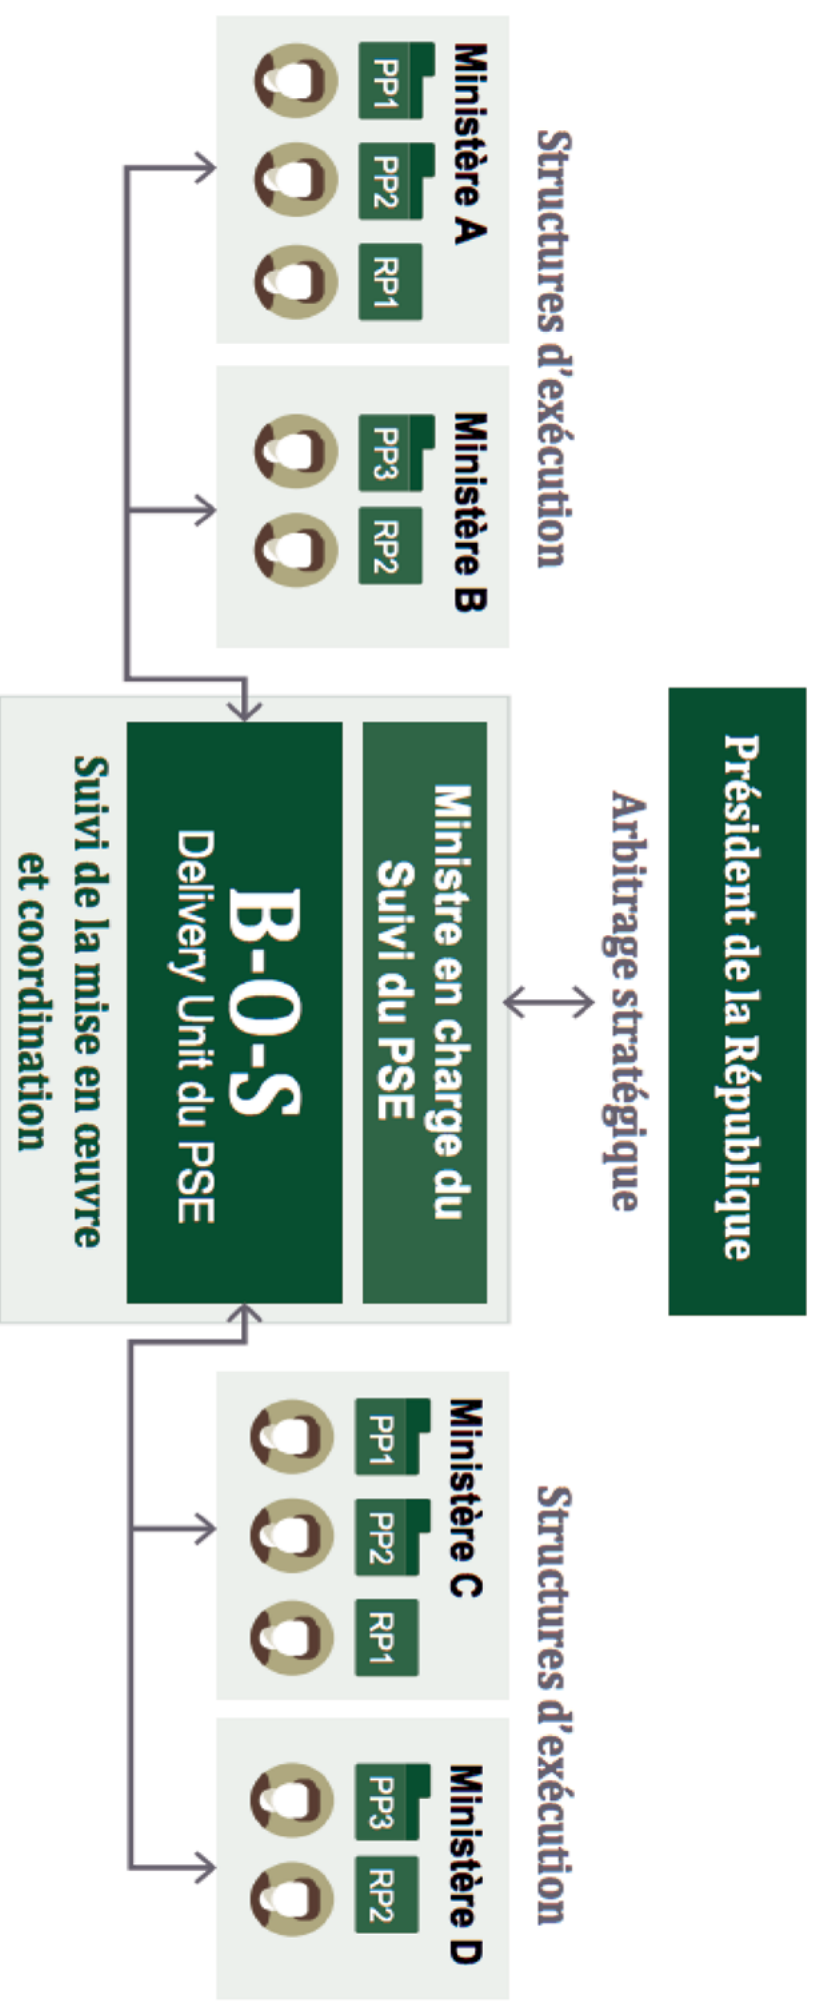 Président de la République
Arbitrage stratégique
Structures d'exécution
Ministère A
PP1 PP2 RP1
Ministère B
PP3 RP2
Ministre en charge du
Suivi du PSE
B-O-S
Delivery Unit du PSE
Suivi de la mise en œuvre
et coordination
Structures d'exécution
Ministère C
PP1 PP2 RP1
Ministère D
PP3 RP2